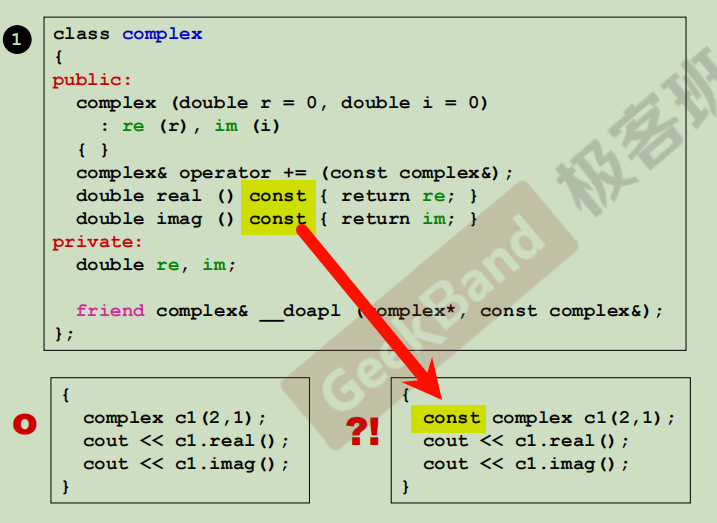 1
class complex
{
public:
complex (double r = 0, double i = 0)
: re (r), im (i)
{ }
complex& operator += (const complex&);
double real () const { return re; }
double imag () const { return im; }
private:
double re, im;
friend complex& __doapl (complex*, const complex&);
};
GeekBand 极客班
O
{
complex c1(2,1);
cout << c1.real();
cout << c1.imag();
}
?!
{
const complex c1(2,1);
cout << c1.real();
cout << c1.imag();
}